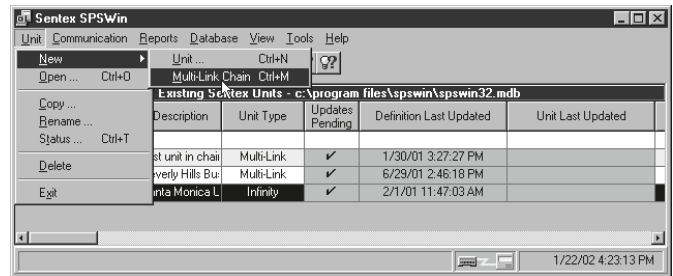 Sentex SPSWin
Unit Communication Reports Database View Tools Help
New
Unit ... Ctrl+N
Open ... Ctrl+O
Multi-Link Chain Ctrl+M
Existing Sentex Units - c:\program files\spswin\spswin32.mdb
Copy ...
Rename ...
Status ... Ctrl+T
Delete
Exit
Description Unit Type Updates Pending Definition Last Updated Unit Last Updated
st unit in chai Multi-Link ✔ 1/30/01 3:27:27 PM
everly Hills Bu: Multi-Link ✔ 6/29/01 2:46:18 PM
anta Monica L Infinity ✔ 2/1/01 11:47:03 AM
1/22/02 4:23:13 PM